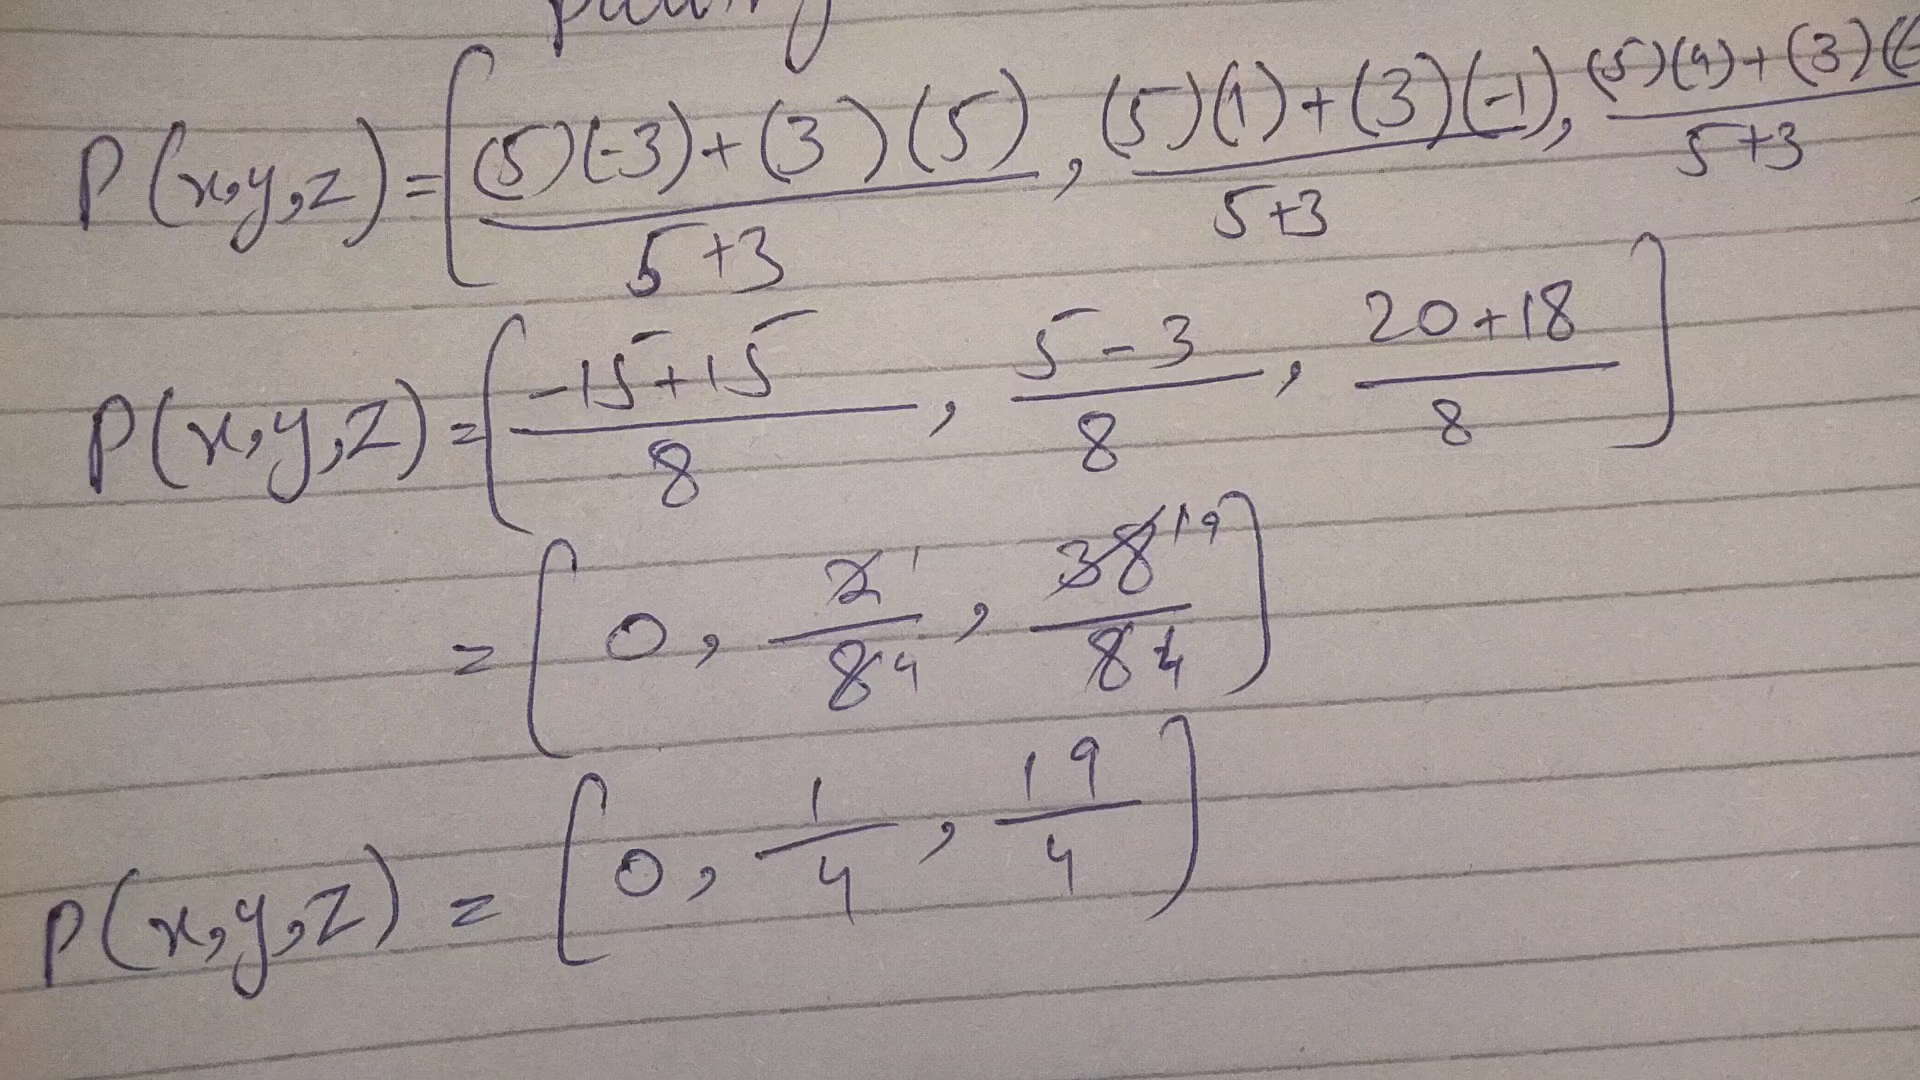 P(x,y,z) = [ (5)(-3)+(3)(5) / 5+3 , (5)(1)+(3)(-1) / 5+3 , (5)(4)+(3)(
5+3
P(x,y,z) = [ -15+15 / 8 , 5-3 / 8 , 20+18 / 8 ]
= [ 0, 2 1 / 8 4 , 38 19 / 8 4 ]
P(x,y,z) = [ 0, 1/4 , 19/4 ]